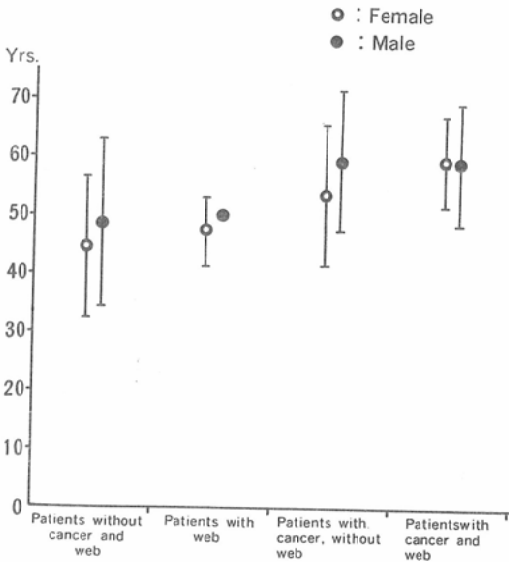 : Female
: Male
Yrs.
70
60
50
40
30
20
10
0
Patients without
cancer and
web
Patients with
web
Patients with
cancer, without
web
Patientswith
cancer and
web